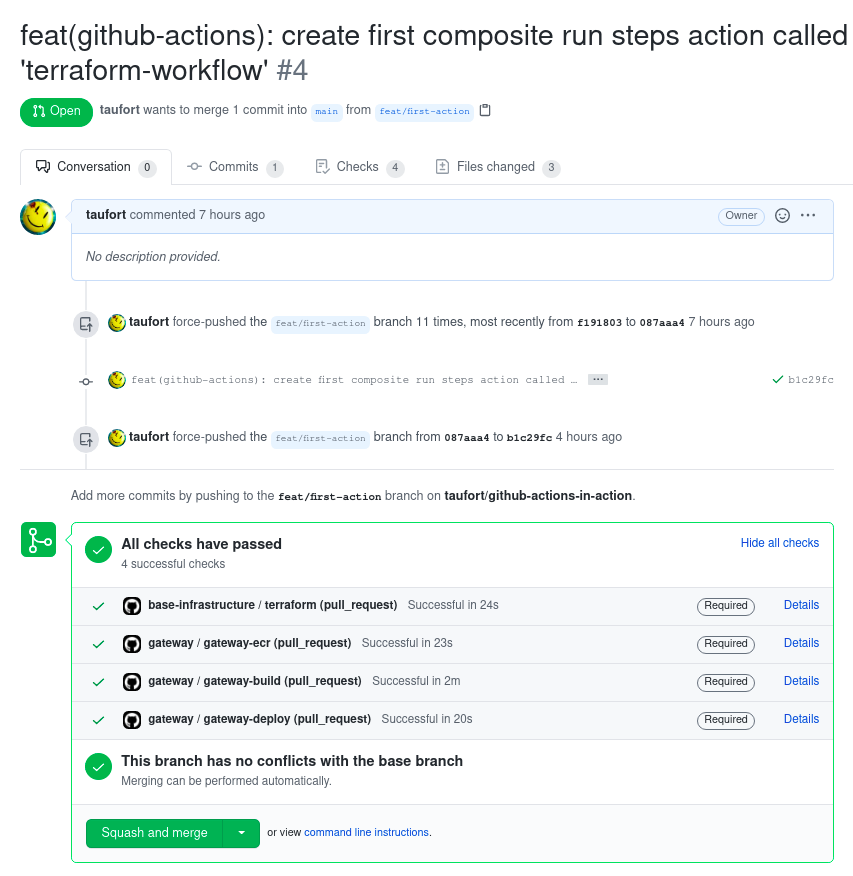 feat(github-actions): create first composite run steps action called
'terraform-workflow' #4
Open taufort wants to merge 1 commit into main from feat/first-action
Conversation 0 Commits 1 Checks 4 Files changed 3
taufort commented 7 hours ago Owner ...
No description provided.
taufort force-pushed the feat/first-action branch 11 times, most recently from f191803 to 087aaa4 7 hours ago
feat(github-actions): create first composite run steps action called … ... b1c29fc
taufort force-pushed the feat/first-action branch from 087aaa4 to b1c29fc 4 hours ago
Add more commits by pushing to the feat/first-action branch on taufort/github-actions-in-action.
All checks have passed Hide all checks
4 successful checks
base-infrastructure / terraform (pull_request) Successful in 24s Required Details
gateway / gateway-ecr (pull_request) Successful in 23s Required Details
gateway / gateway-build (pull_request) Successful in 2m Required Details
gateway / gateway-deploy (pull_request) Successful in 20s Required Details
This branch has no conflicts with the base branch
Merging can be performed automatically.
Squash and merge or view command line instructions.